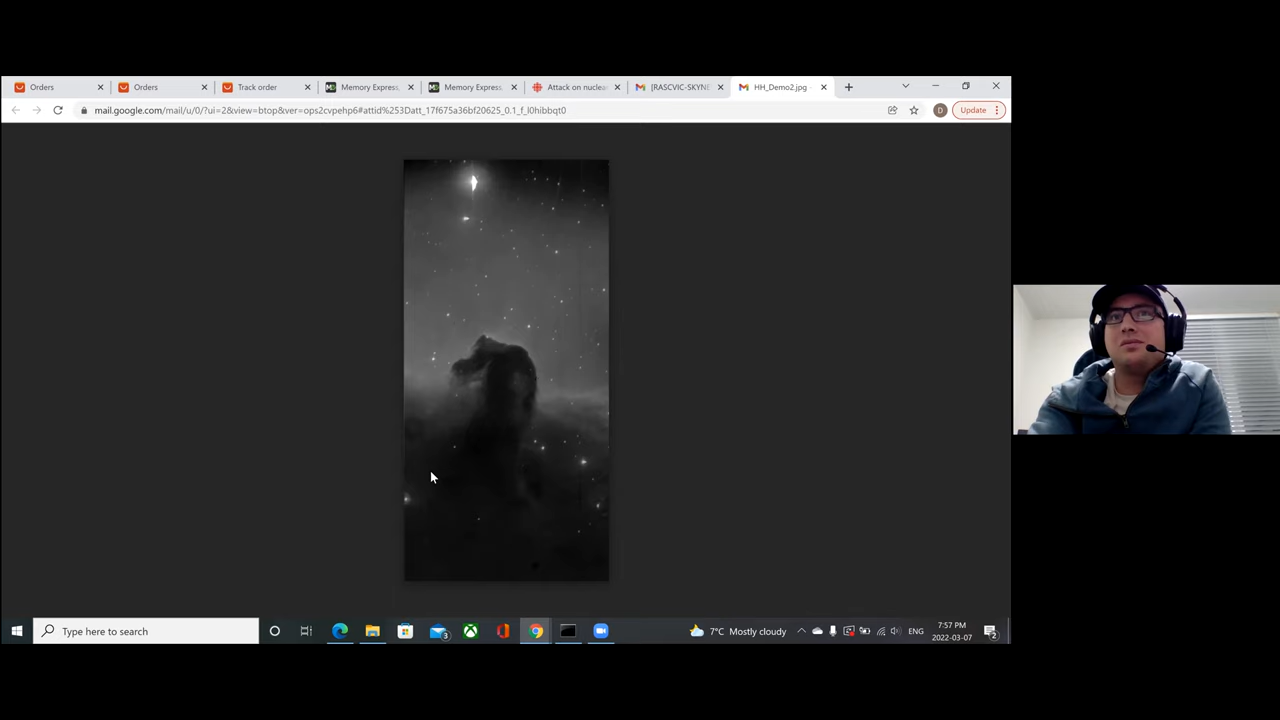 Orders
Orders
Track order
Memory Express,
Memory Express,
Attack on nuclear
[RASCVIC-SKYNE
HH_Demo2.jpg -
mail.google.com/mail/u/0/?ui=2&view=btop&ver=ops2cvpehp6#attid%253Datt_17f675a36bf20625_0.1_f_l0hibbqt0
D
Update
Type here to search
3
7°C Mostly cloudy
ENG
7:57 PM
2022-03-07
2